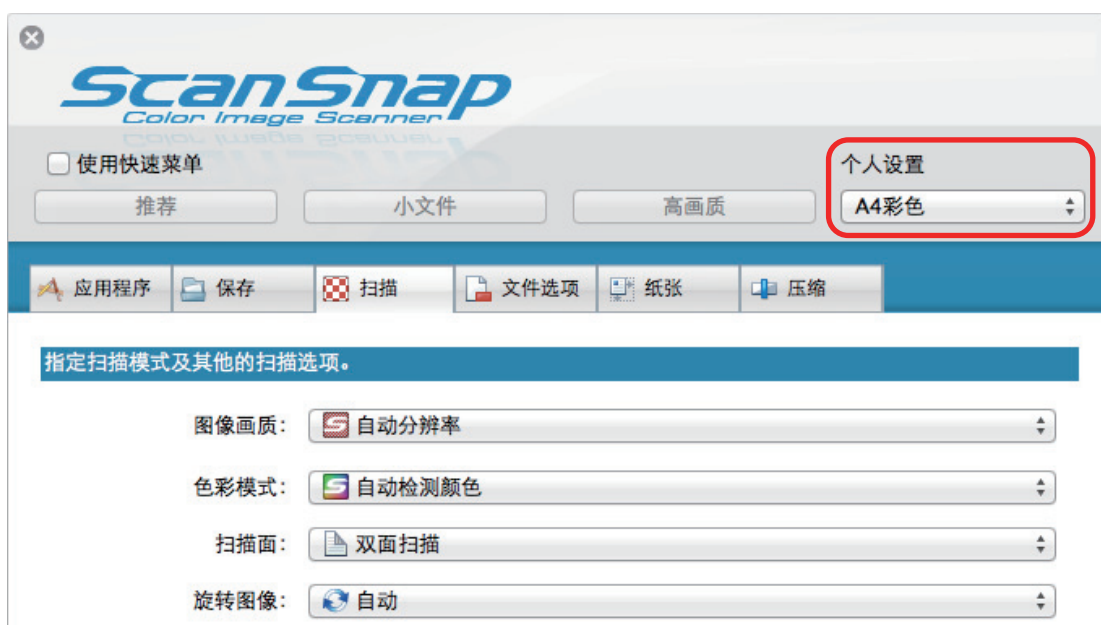 ScanSnap
Color Image Scanner
使用快速菜单
个人设置
推荐 小文件 高画质 A4彩色
应用程序 保存 扫描 文件选项 纸张 压缩
指定扫描模式及其他的扫描选项。
图像画质： 自动分辨率
色彩模式： 自动检测颜色
扫描面： 双面扫描
旋转图像： 自动